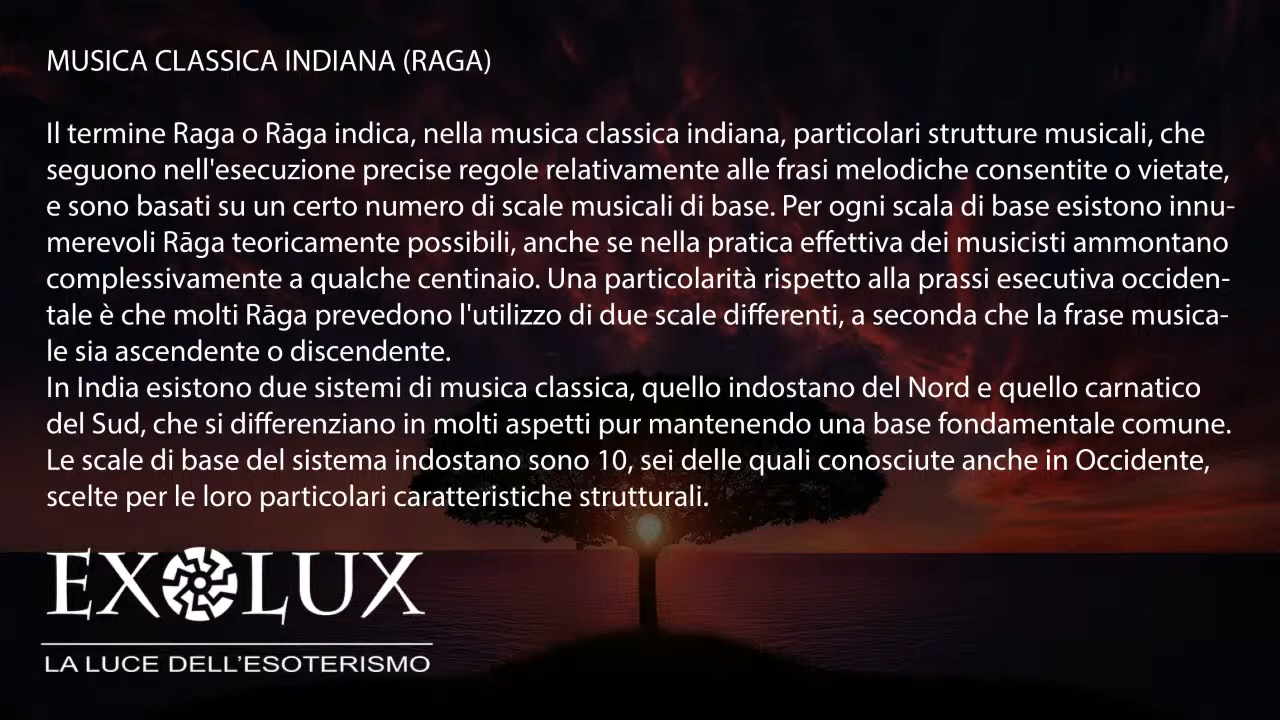 MUSICA CLASSICA INDIANA (RAGA)
Il termine Raga o Rāga indica, nella musica classica indiana, particolari strutture musicali, che
seguono nell'esecuzione precise regole relativamente alle frasi melodiche consentite o vietate,
e sono basati su un certo numero di scale musicali di base. Per ogni scala di base esistono innu-
merevoli Rāga teoricamente possibili, anche se nella pratica effettiva dei musicisti ammontano
complessivamente a qualche centinaio. Una particolarità rispetto alla prassi esecutiva occiden-
tale è che molti Rāga prevedono l'utilizzo di due scale differenti, a seconda che la frase musica-
le sia ascendente o discendente.
In India esistono due sistemi di musica classica, quello indostano del Nord e quello carnatico
del Sud, che si differenziano in molti aspetti pur mantenendo una base fondamentale comune.
Le scale di base del sistema indostano sono 10, sei delle quali conosciute anche in Occidente,
scelte per le loro particolari caratteristiche strutturali.
EXOLUX
LA LUCE DELL'ESOTERISMO